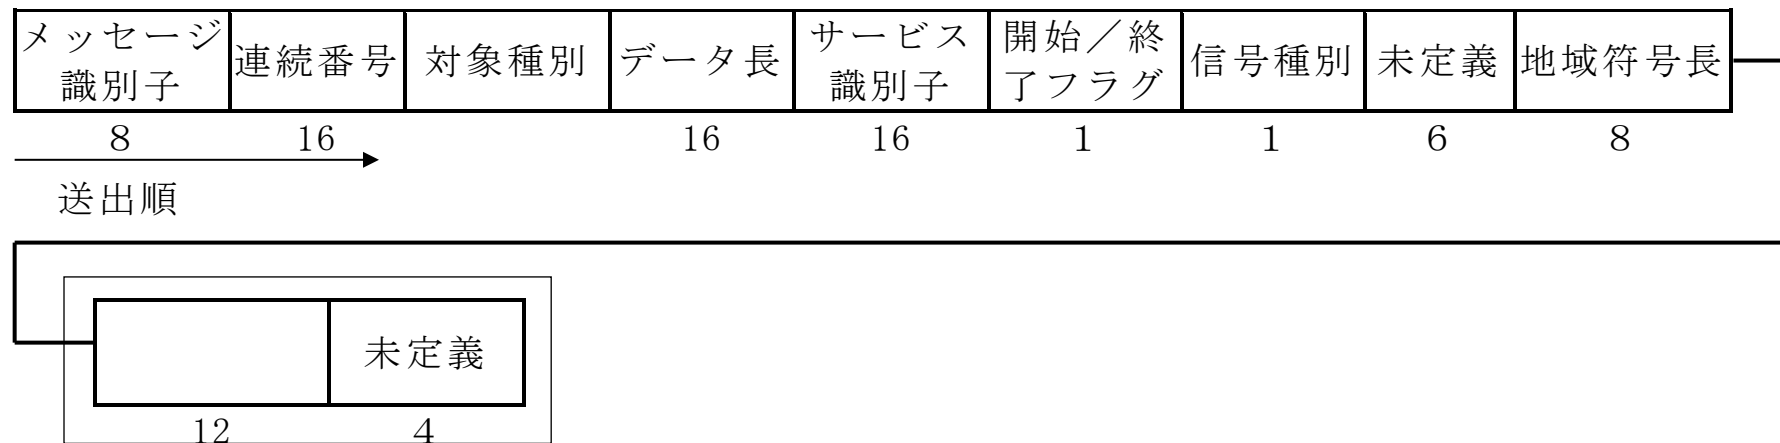 メッセージ識別子 連続番号 対象種別 データ長 サービス識別子 開始／終了フラグ 信号種別 未定義 地域符号長
8 16 16 16 1 1 6 8
送出順
未定義
12 4